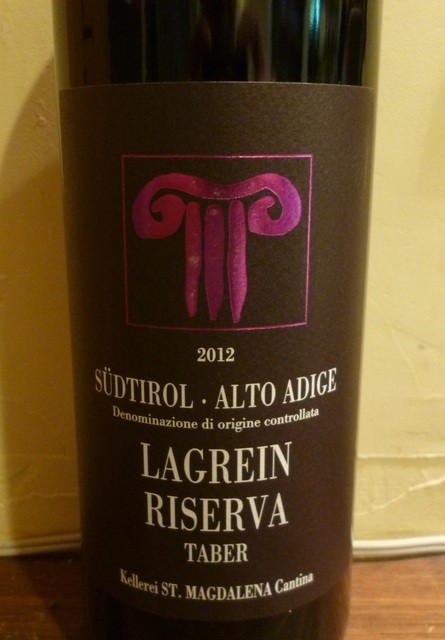 2012
SÜDTIROL · ALTO ADIGE
Denominazione di origine controllata
LAGREIN
RISERVA
TABER
Kellerei ST. MAGDALENA Cantina